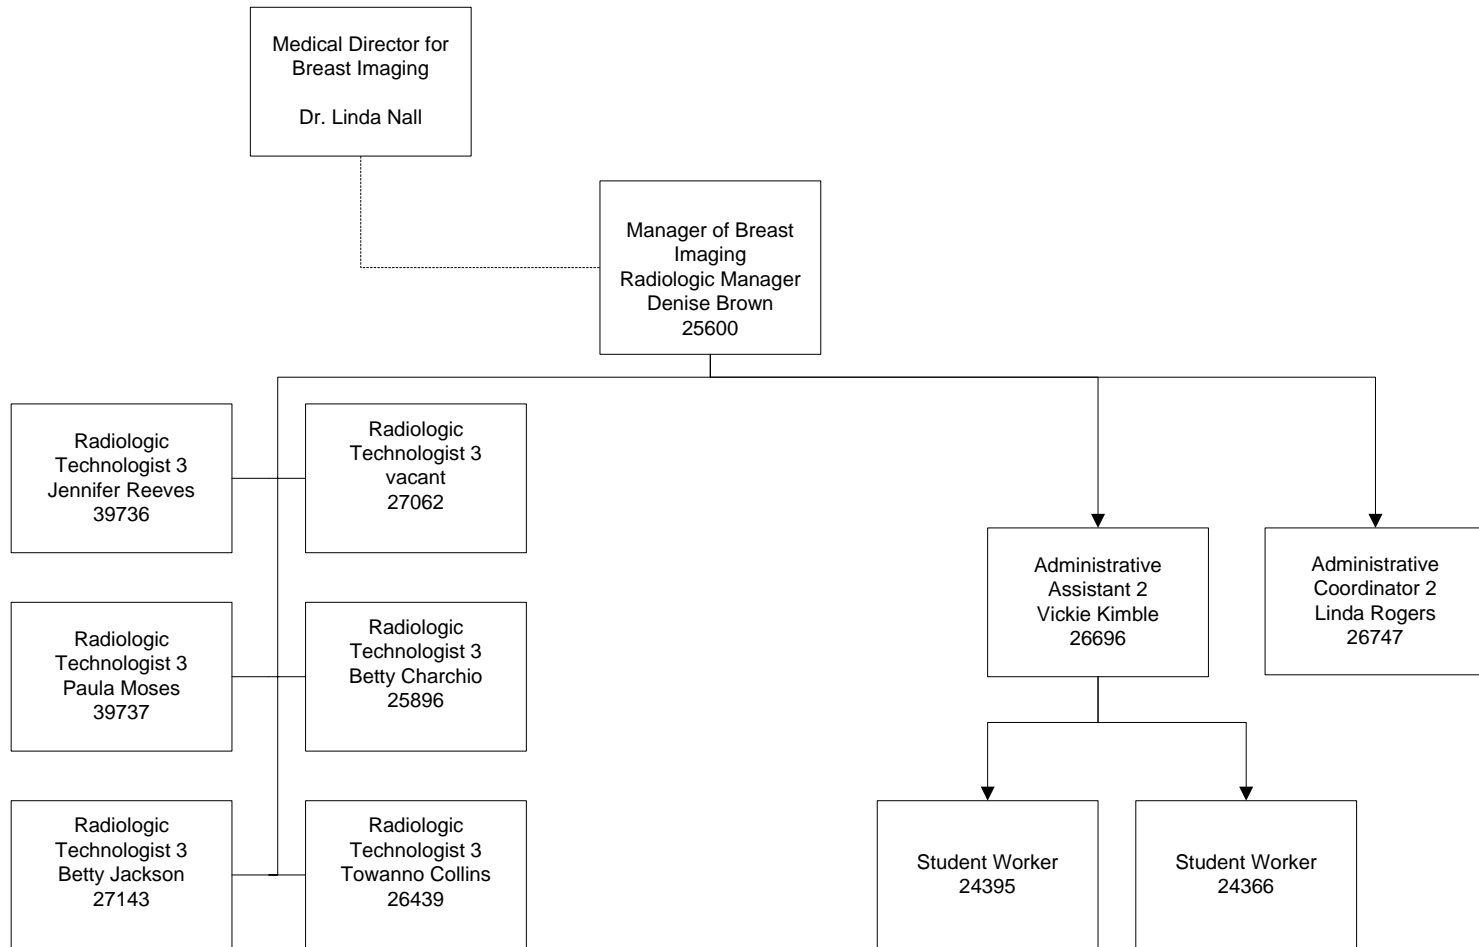 Medical Director for
Breast Imaging
Dr. Linda Nall
Manager of Breast
Imaging
Radiologic Manager
Denise Brown
25600
Radiologic
Technologist 3
Jennifer Reeves
39736
Radiologic
Technologist 3
vacant
27062
Administrative
Assistant 2
Vickie Kimble
26696
Administrative
Coordinator 2
Linda Rogers
26747
Radiologic
Technologist 3
Paula Moses
39737
Radiologic
Technologist 3
Betty Charchio
25896
Radiologic
Technologist 3
Betty Jackson
27143
Radiologic
Technologist 3
Towanno Collins
26439
Student Worker
24395
Student Worker
24366